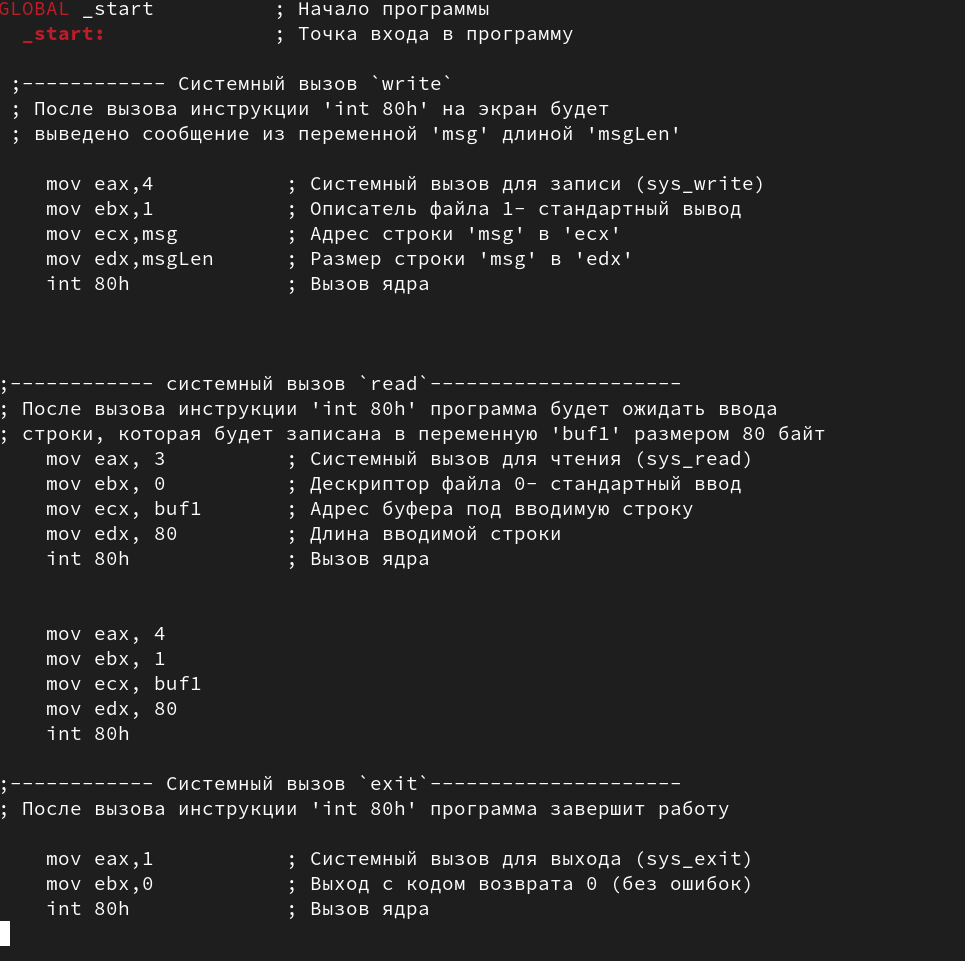 GLOBAL _start          ; Начало программы
  _start:              ; Точка входа в программу
 ;------------ Системный вызов `write`
 ; После вызова инструкции 'int 80h' на экран будет
 ; выведено сообщение из переменной 'msg' длиной 'msgLen'
    mov eax,4           ; Системный вызов для записи (sys_write)
    mov ebx,1           ; Описатель файла 1- стандартный вывод
    mov ecx,msg         ; Адрес строки 'msg' в 'ecx'
    mov edx,msgLen      ; Размер строки 'msg' в 'edx'
    int 80h             ; Вызов ядра
;------------ системный вызов `read`---------------------
; После вызова инструкции 'int 80h' программа будет ожидать ввода
; строки, которая будет записана в переменную 'buf1' размером 80 байт
    mov eax, 3          ; Системный вызов для чтения (sys_read)
    mov ebx, 0          ; Дескриптор файла 0- стандартный ввод
    mov ecx, buf1       ; Адрес буфера под вводимую строку
    mov edx, 80         ; Длина вводимой строки
    int 80h             ; Вызов ядра
    mov eax, 4
    mov ebx, 1
    mov ecx, buf1
    mov edx, 80
    int 80h
;------------ Системный вызов `exit`---------------------
; После вызова инструкции 'int 80h' программа завершит работу
    mov eax,1           ; Системный вызов для выхода (sys_exit)
    mov ebx,0           ; Выход с кодом возврата 0 (без ошибок)
    int 80h             ; Вызов ядра